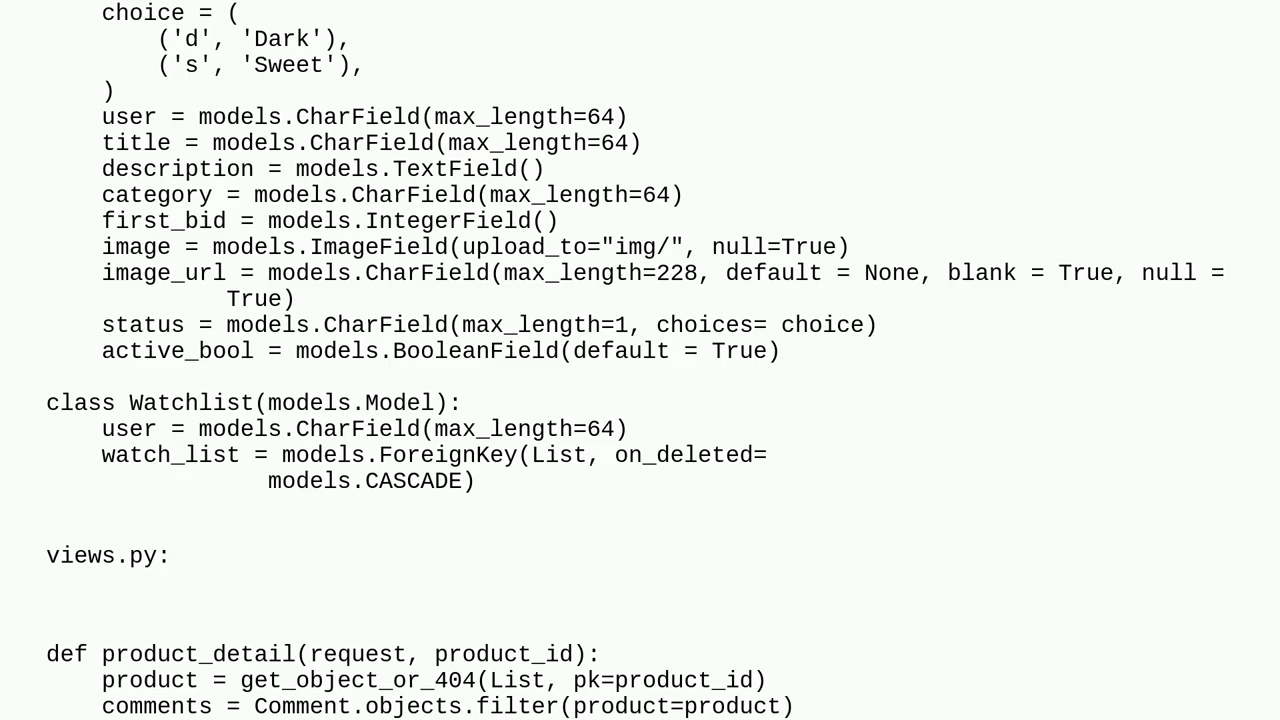 choice = (
('d', 'Dark'),
('s', 'Sweet'),
)
user = models.CharField(max_length=64)
title = models.CharField(max_length=64)
description = models.TextField()
category = models.CharField(max_length=64)
first_bid = models.IntegerField()
image = models.ImageField(upload_to="img/", null=True)
image_url = models.CharField(max_length=228, default = None, blank = True, null =
True)
status = models.CharField(max_length=1, choices= choice)
active_bool = models.BooleanField(default = True)
class Watchlist(models.Model):
user = models.CharField(max_length=64)
watch_list = models.ForeignKey(List, on_deleted=
models.CASCADE)
views.py:
def product_detail(request, product_id):
product = get_object_or_404(List, pk=product_id)
comments = Comment.objects.filter(product=product)